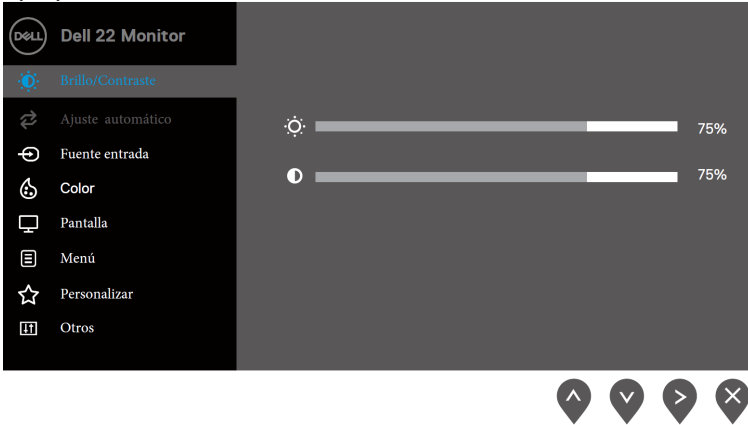 DELL
Dell 22 Monitor
Brillo/Contraste
Ajuste automático
75%
Fuente entrada
75%
Color
Pantalla
Menú
Personalizar
Otros